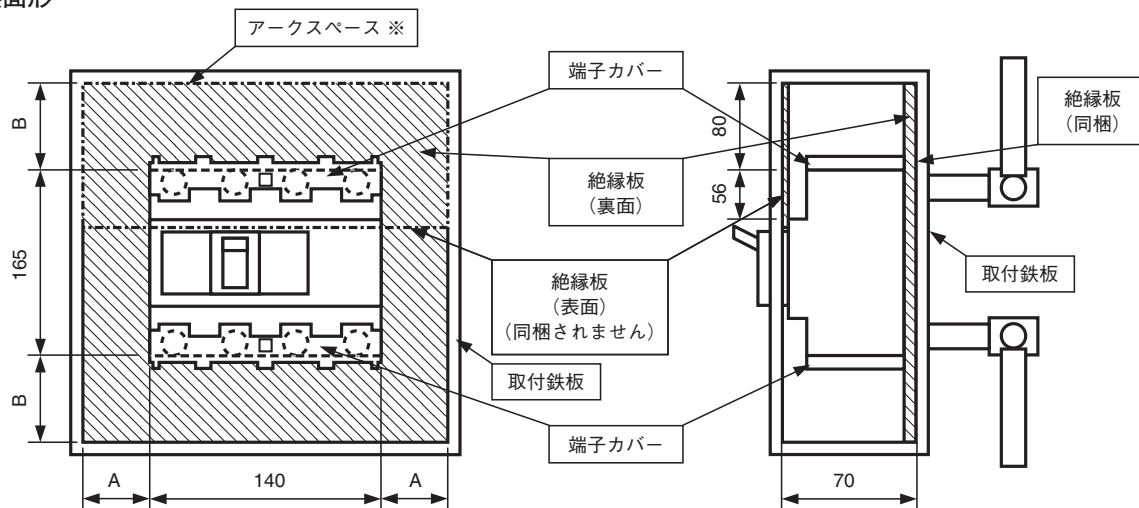 アークスペース ※
端子カバー
絶縁板
(同梱)
絶縁板
(裏面)
絶縁板
(表面)
(同梱されません)
取付鉄板
取付鉄板
端子カバー
B
165
B
A
140
A
80
56
70